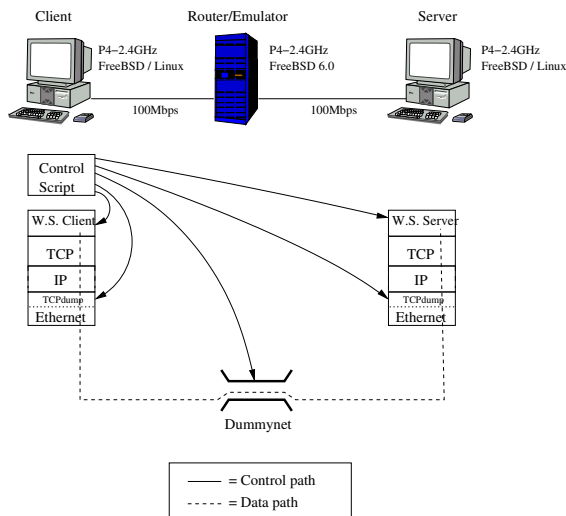 Client
Router/Emulator
Server
P4−2.4GHz
FreeBSD / Linux
P4−2.4GHz
FreeBSD 6.0
P4−2.4GHz
FreeBSD / Linux
100Mbps
100Mbps
Control
Script
W.S. Client
TCP
IP
TCPdump
Ethernet
W.S. Server
TCP
IP
TCPdump
Ethernet
Dummynet
= Control path
= Data path